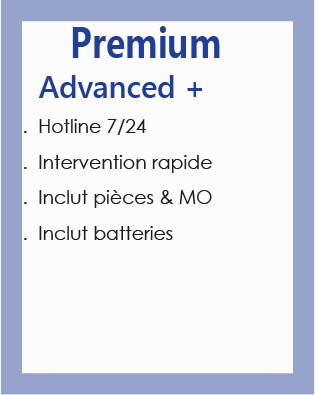 Premium
Advanced +
. Hotline 7/24
. Intervention rapide
. Inclut pièces & MO
. Inclut batteries